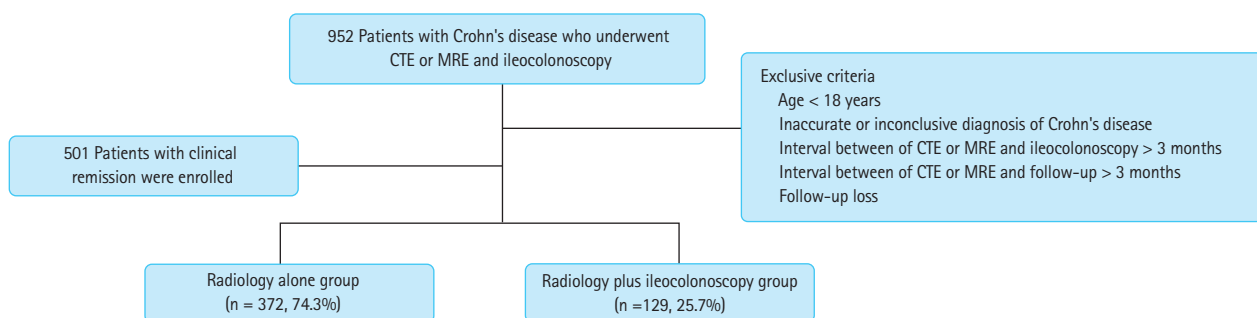 952 Patients with Crohn's disease who underwent
CTE or MRE and ileocolonoscopy
Exclusive criteria
Age < 18 years
Inaccurate or inconclusive diagnosis of Crohn's disease
Interval between of CTE or MRE and ileocolonoscopy > 3 months
Interval between of CTE or MRE and follow-up > 3 months
Follow-up loss
501 Patients with clinical
remission were enrolled
Radiology alone group
(n = 372, 74.3%)
Radiology plus ileocolonoscopy group
(n =129, 25.7%)